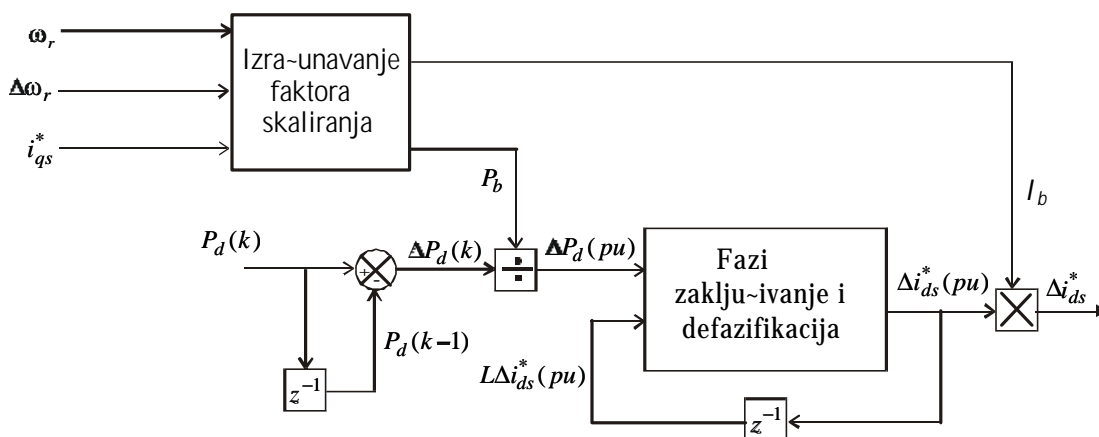 ω_r
Δω_r
i*_qs
Izra~unavanje
faktora
skaliranja
P_b
I_b
P_d(k)
+
-
ΔP_d(k)
÷
ΔP_d(pu)
P_d(k−1)
z⁻¹
Fazi
zaklju~ivanje i
defazifikacija
Δi*_ds(pu)
Δi*_ds
LΔi*_ds(pu)
z⁻¹